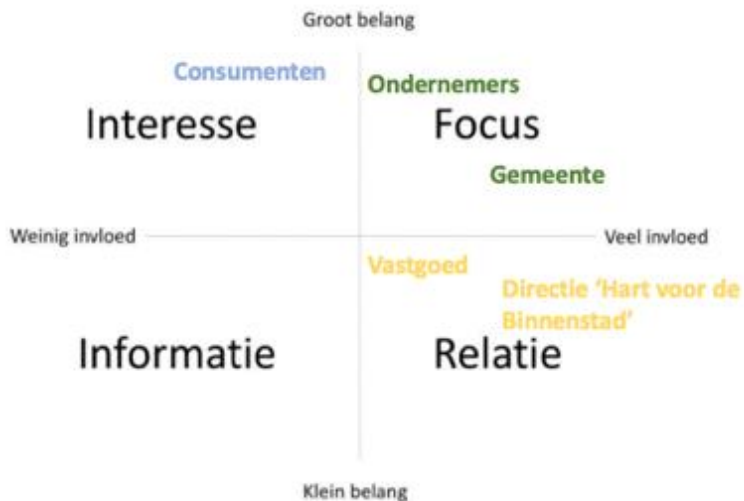 Groot belang
Consumenten
Ondernemers
Interesse
Focus
Gemeente
Weinig invloed
Veel invloed
Vastgoed
Directie ‘Hart voor de
Binnenstad’
Informatie
Relatie
Klein belang